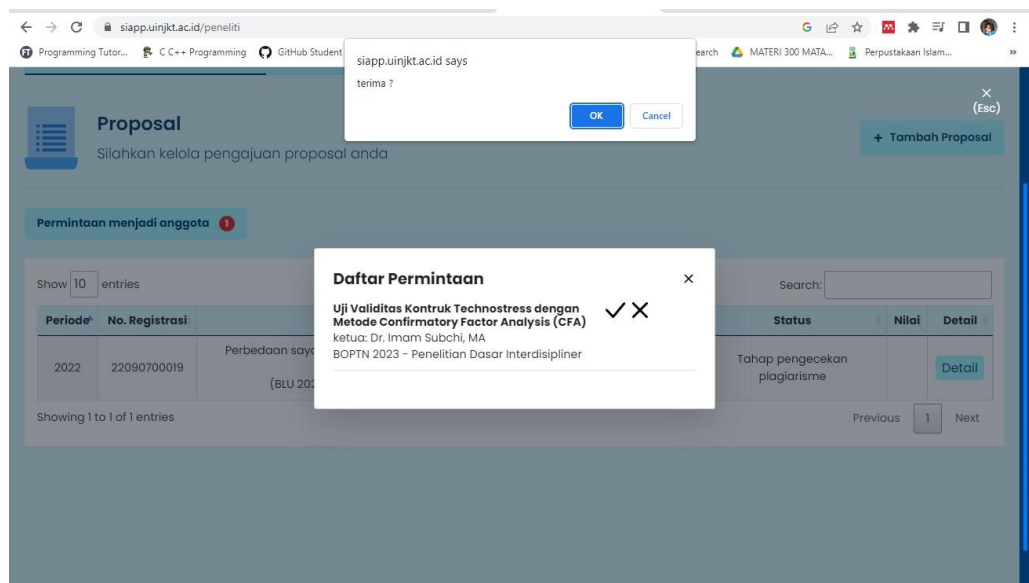 siapp.uinjkt.ac.id/peneliti
Programming Tutor... C C++ Programming GitHub Student earch MATERI 300 MATA... Perpustakaan Islam... »
siapp.uinjkt.ac.id says
terima ?
OK Cancel
×
(Esc)
Proposal
Silahkan kelola pengajuan proposal anda
+ Tambah Proposal
Permintaan menjadi anggota 1
Daftar Permintaan ×
Uji Validitas Kontruk Technostress dengan
Metode Confirmatory Factor Analysis (CFA)
ketua: Dr. Imam Subchi, MA
BOPTN 2023 - Penelitian Dasar Interdisipliner
Show 10 entries Search:
Periode No. Registrasi Status Nilai Detail
2022 22090700019 Perbedaan Tahap pengecekan
plagiarisme Detail
(BLU
Showing 1 to 1 of 1 entries Previous 1 Next